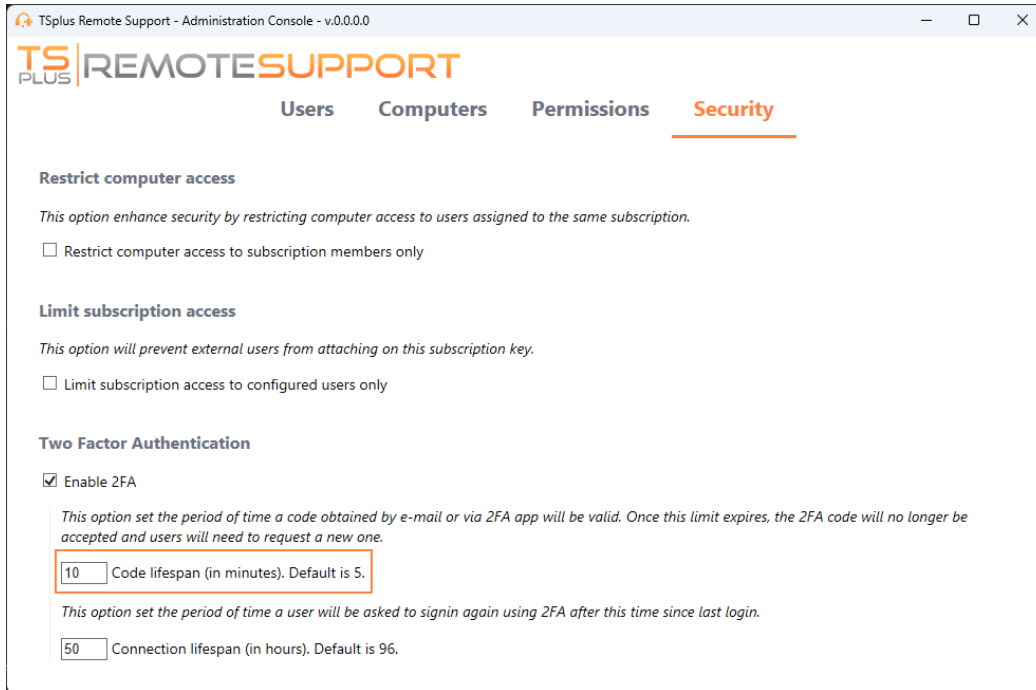 TSplus Remote Support - Administration Console - v.0.0.0.0
TS PLUS REMOTESUPPORT
Users Computers Permissions Security
Restrict computer access
This option enhance security by restricting computer access to users assigned to the same subscription.
Restrict computer access to subscription members only
Limit subscription access
This option will prevent external users from attaching on this subscription key.
Limit subscription access to configured users only
Two Factor Authentication
Enable 2FA
This option set the period of time a code obtained by e-mail or via 2FA app will be valid. Once this limit expires, the 2FA code will no longer be
accepted and users will need to request a new one.
10 Code lifespan (in minutes). Default is 5.
This option set the period of time a user will be asked to signin again using 2FA after this time since last login.
50 Connection lifespan (in hours). Default is 96.